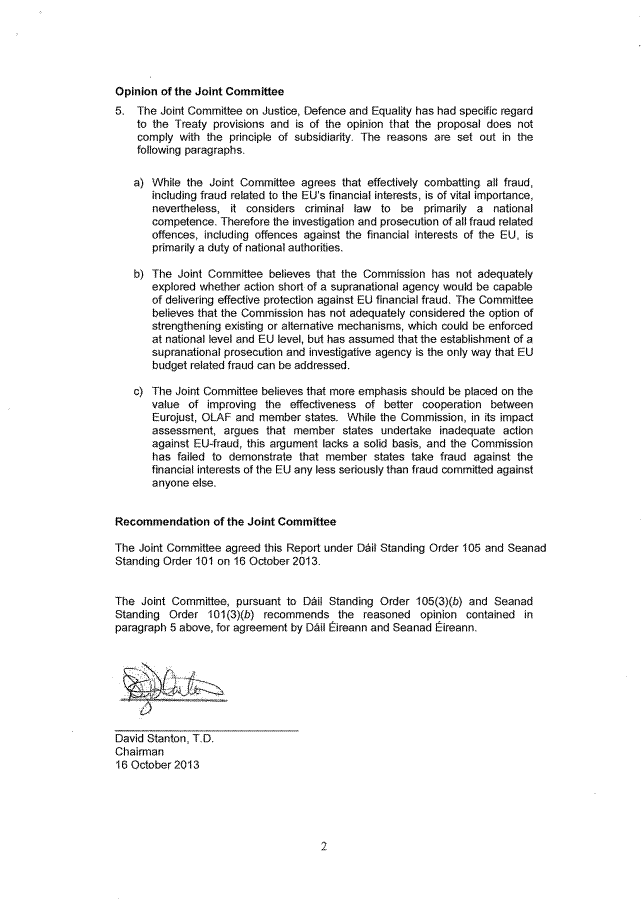 Opinion of the Joint Committee
5. The Joint Committee on Justice, Defence and Equality has had specific regard
to the Treaty provisions and is of the opinion that the proposal does not
comply with the principle of subsidiarity. The reasons are set out in the
following paragraphs.
a) While the Joint Committee agrees that effectively combatting all fraud,
including fraud related to the EU's financial interests, is of vital importance,
nevertheless, it considers criminal law to be primarily a national
competence. Therefore the investigation and prosecution of all fraud related
offences, including offences against the financial interests of the EU, is
primarily a duty of national authorities.
b) The Joint Committee believes that the Commission has not adequately
explored whether action short of a supranational agency would be capable
of delivering effective protection against EU financial fraud. The Committee
believes that the Commission has not adequately considered the option of
strengthening existing or alternative mechanisms, which could be enforced
at national level and EU level, but has assumed that the establishment of a
supranational prosecution and investigative agency is the only way that EU
budget related fraud can be addressed.
c) The Joint Committee believes that more emphasis should be placed on the
value of improving the effectiveness of better cooperation between
Eurojust, OLAF and member states. While the Commission, in its impact
assessment, argues that member states undertake inadequate action
against EU-fraud, this argument lacks a solid basis, and the Commission
has failed to demonstrate that member states take fraud against the
financial interests of the EU any less seriously than fraud committed against
anyone else.
Recommendation of the Joint Committee
The Joint Committee agreed this Report under Dáil Standing Order 105 and Seanad
Standing Order 101 on 16 October 2013.
The Joint Committee, pursuant to Dáil Standing Order 105(3)(b) and Seanad
Standing Order 101(3)(b) recommends the reasoned opinion contained in
paragraph 5 above, for agreement by Dáil Éireann and Seanad Éireann.
David Stanton, T.D.
Chairman
16 October 2013
2